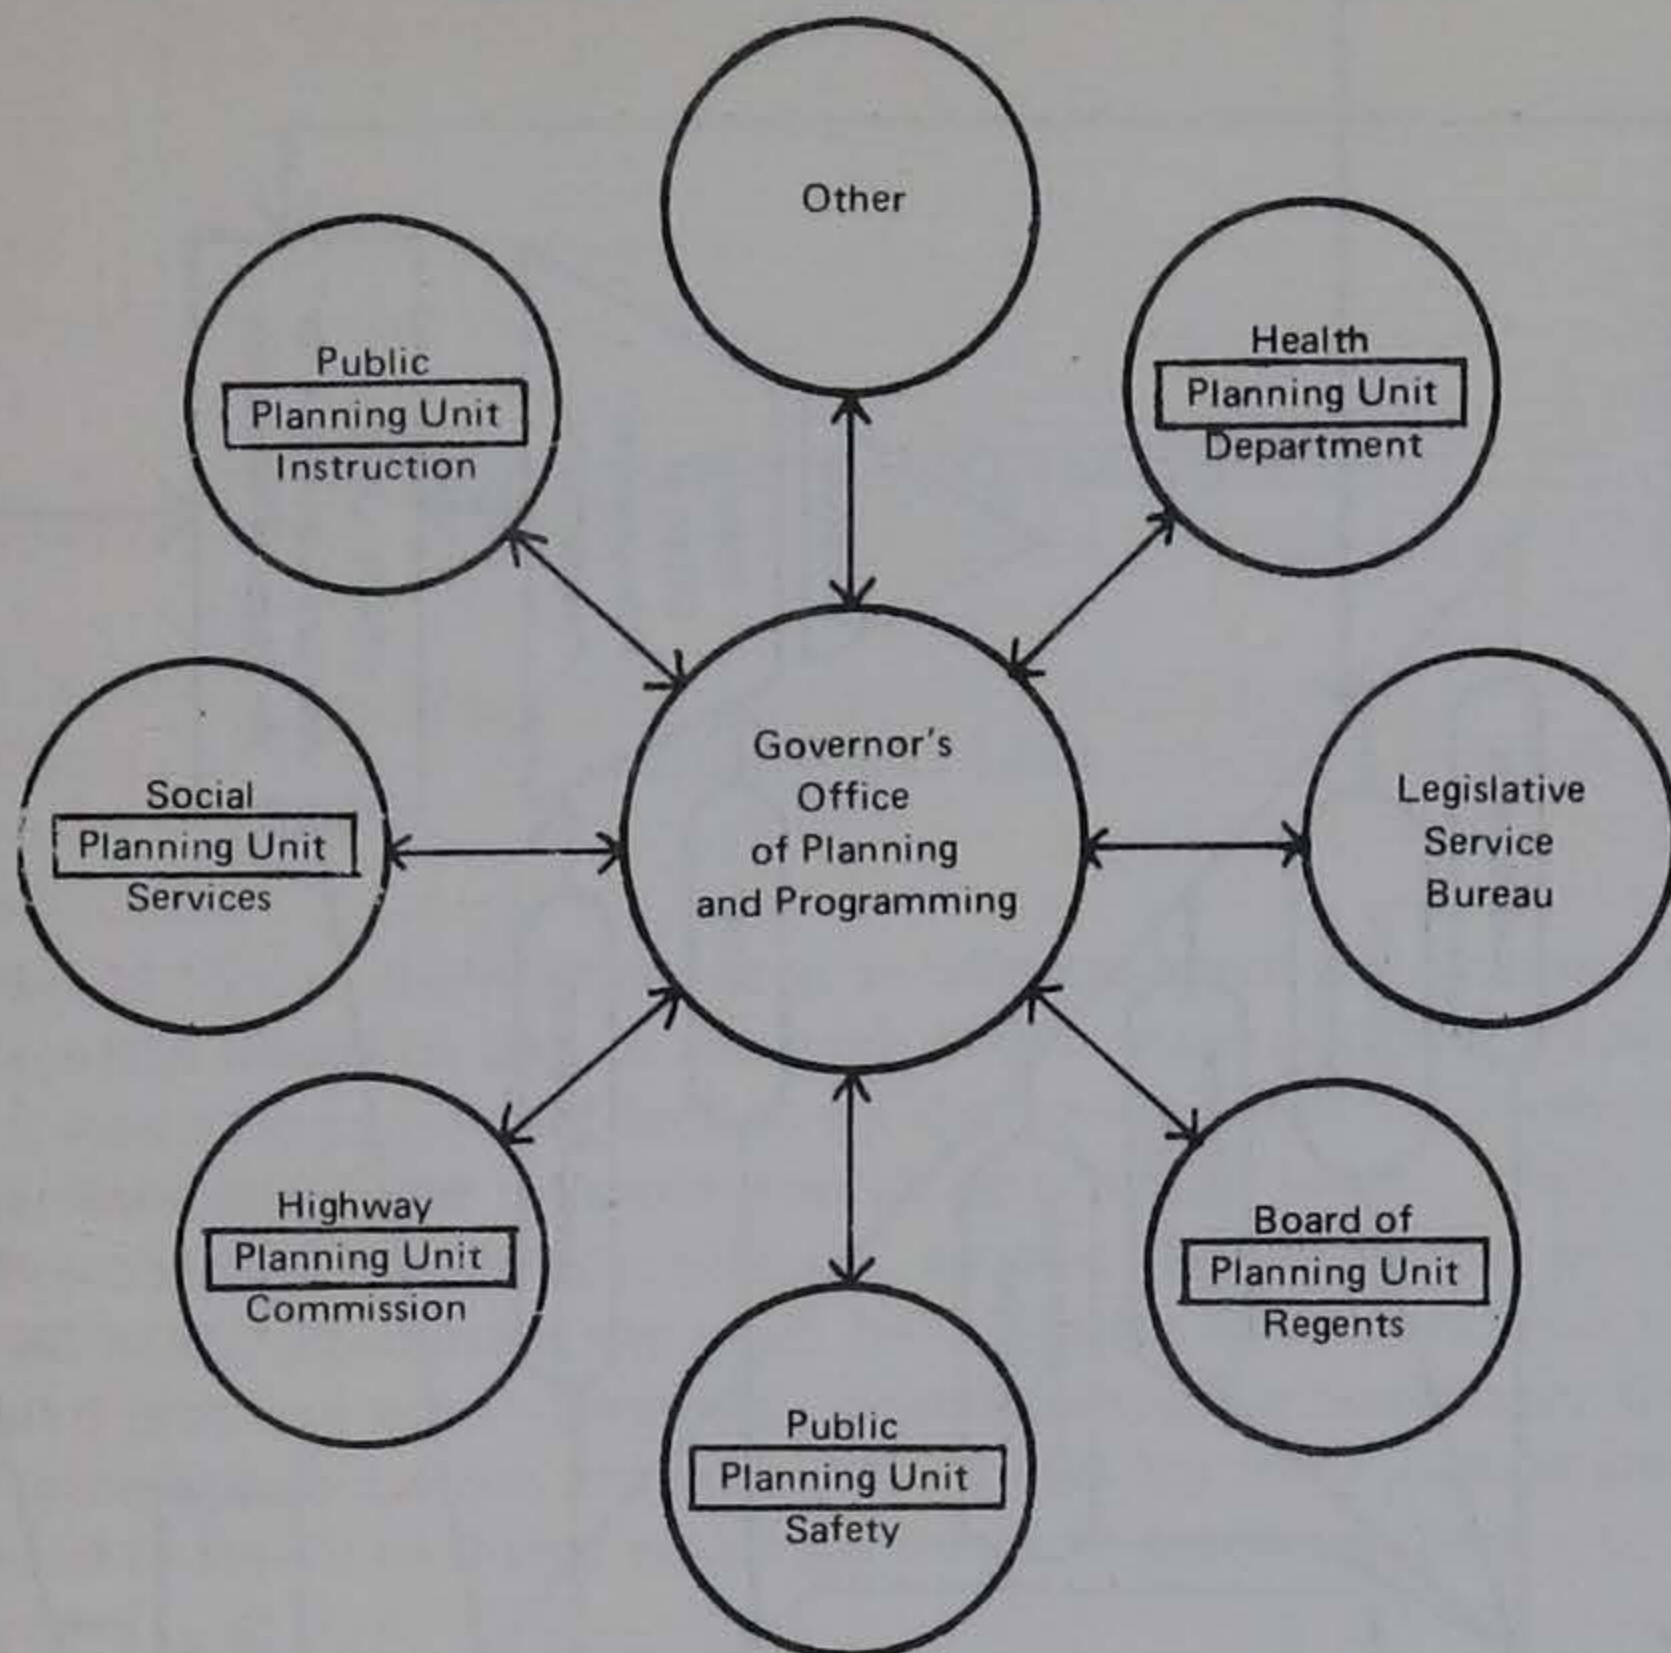 Other
Public
Planning Unit
Instruction
Health
Planning Unit
Department
Social
Planning Unit
Services
Governor's
Office
of Planning
and Programming
Legislative
Service
Bureau
Highway
Planning Unit
Commission
Board of
Planning Unit
Regents
Public
Planning Unit
Safety